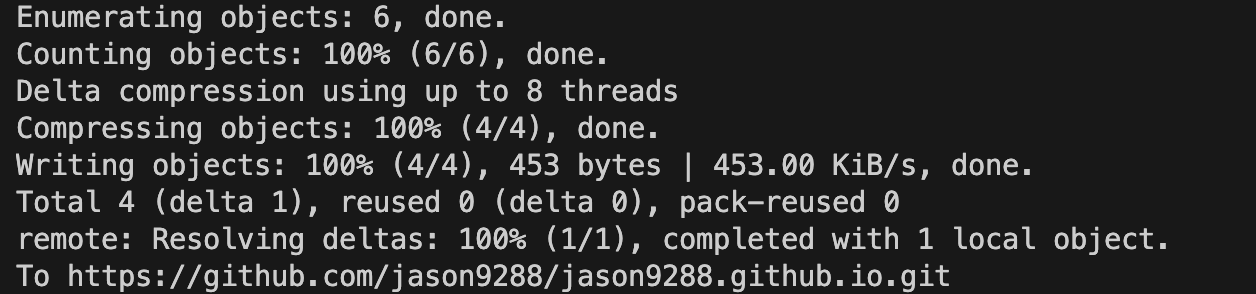 Enumerating objects: 6, done.
Counting objects: 100% (6/6), done.
Delta compression using up to 8 threads
Compressing objects: 100% (4/4), done.
Writing objects: 100% (4/4), 453 bytes | 453.00 KiB/s, done.
Total 4 (delta 1), reused 0 (delta 0), pack-reused 0
remote: Resolving deltas: 100% (1/1), completed with 1 local object.
To https://github.com/jason9288/jason9288.github.io.git